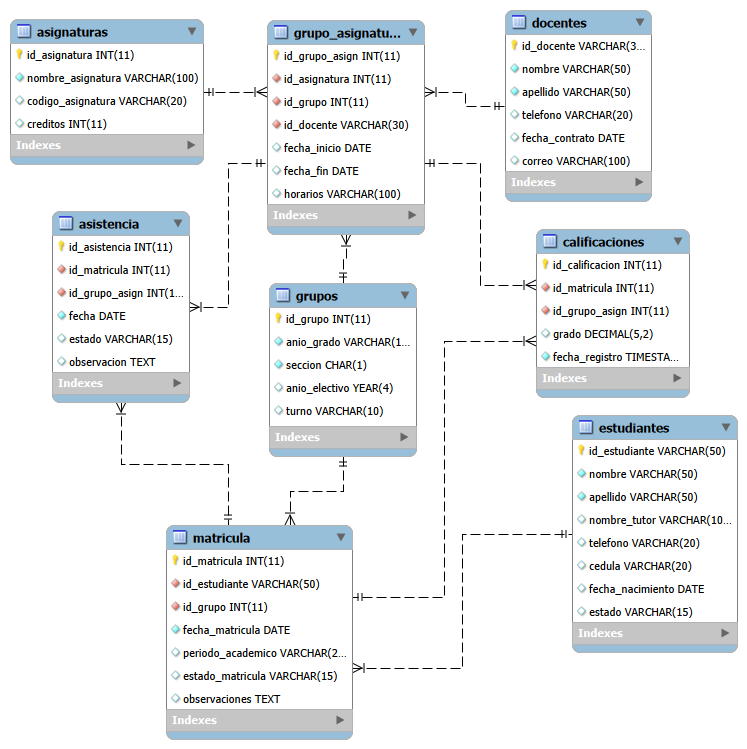 asignaturas
id_asignatura INT(11)
nombre_asignatura VARCHAR(100)
codigo_asignatura VARCHAR(20)
creditos INT(11)
Indexes
grupo_asignatu...
id_grupo_asign INT(11)
id_asignatura INT(11)
id_grupo INT(11)
id_docente VARCHAR(30)
fecha_inicio DATE
fecha_fin DATE
horarios VARCHAR(100)
Indexes
docentes
id_docente VARCHAR(3...
nombre VARCHAR(50)
apellido VARCHAR(50)
telefono VARCHAR(20)
fecha_contrato DATE
correo VARCHAR(100)
Indexes
asistencia
id_asistencia INT(11)
id_matricula INT(11)
id_grupo_asign INT(1...
fecha DATE
estado VARCHAR(15)
observacion TEXT
Indexes
grupos
id_grupo INT(11)
anio_grado VARCHAR(1...
seccion CHAR(1)
anio_electivo YEAR(4)
turno VARCHAR(10)
Indexes
calificaciones
id_calificacion INT(11)
id_matricula INT(11)
id_grupo_asign INT(11)
grado DECIMAL(5,2)
fecha_registro TIMESTA...
Indexes
estudiantes
id_estudiante VARCHAR(50)
nombre VARCHAR(50)
apellido VARCHAR(50)
nombre_tutor VARCHAR(10...
telefono VARCHAR(20)
cedula VARCHAR(20)
fecha_nacimiento DATE
estado VARCHAR(15)
Indexes
matricula
id_matricula INT(11)
id_estudiante VARCHAR(50)
id_grupo INT(11)
fecha_matricula DATE
periodo_academico VARCHAR(2...
estado_matricula VARCHAR(15)
observaciones TEXT
Indexes